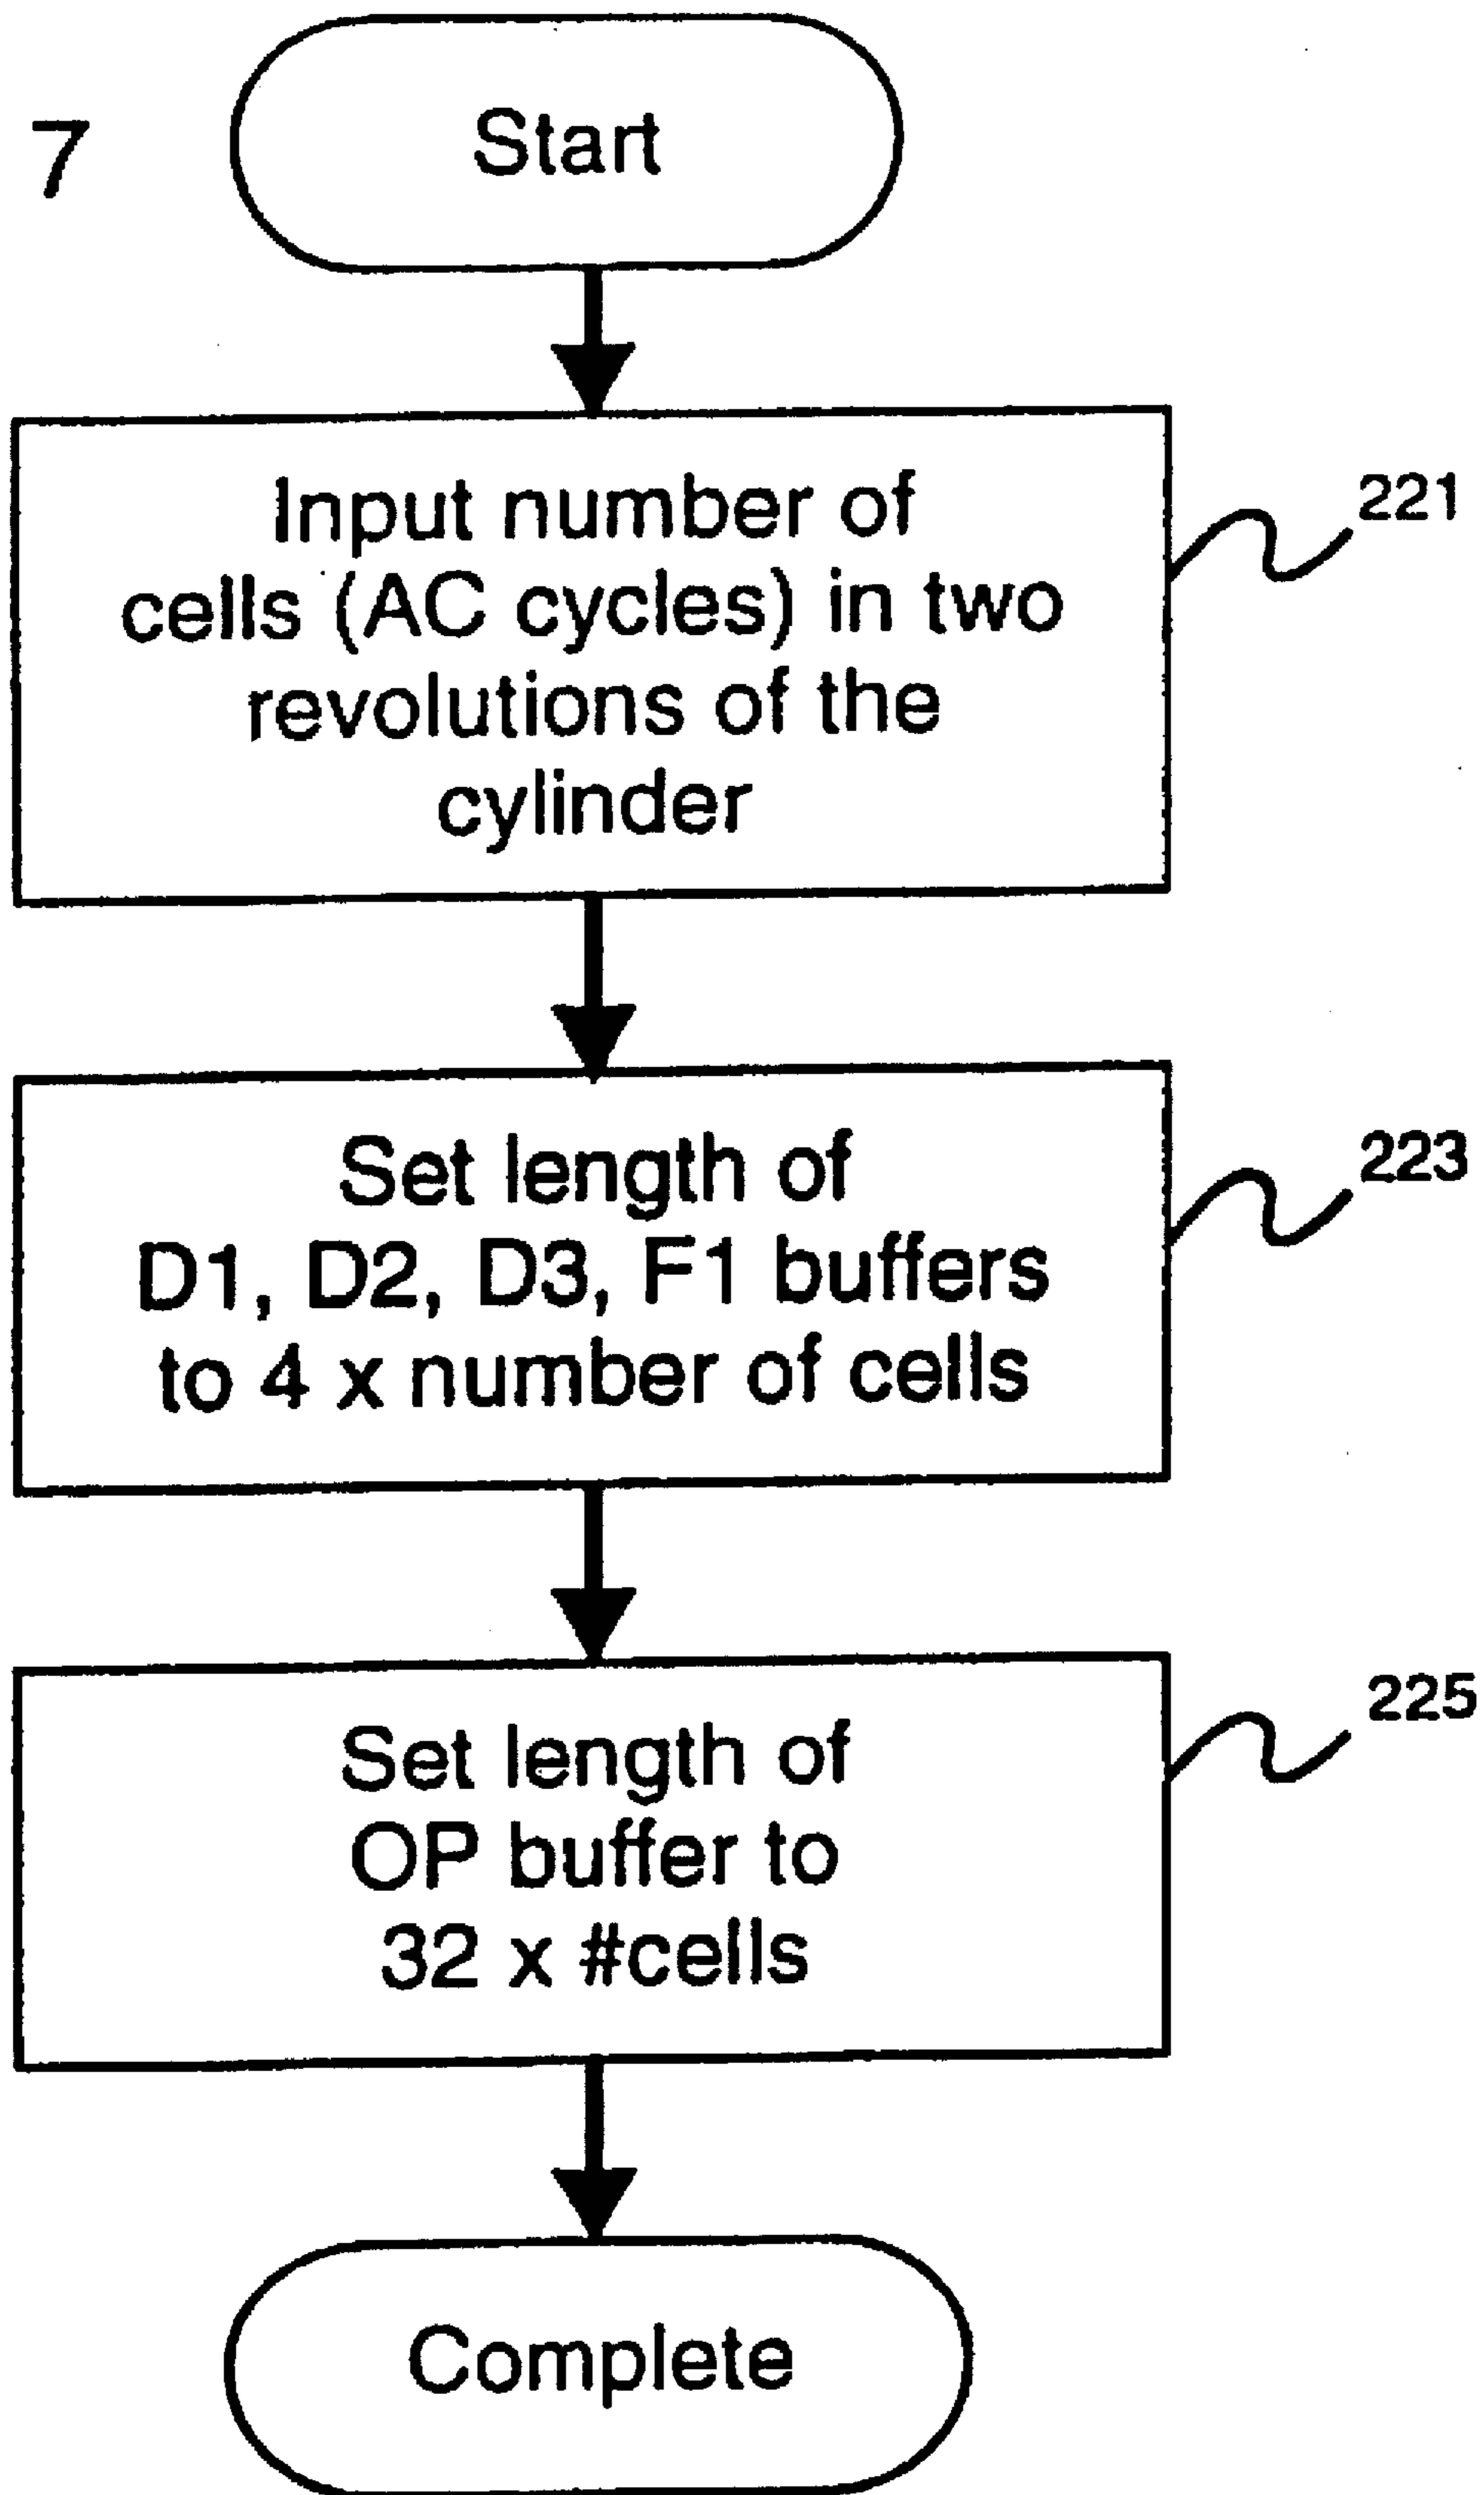 7
Start
Input number of
cells (AC cycles) in two
revolutions of the
cylinder
221
Set length of
D1, D2, D3, F1 buffers
to 4 x number of cells
223
Set length of
OP buffer to
32 x #cells
225
Complete